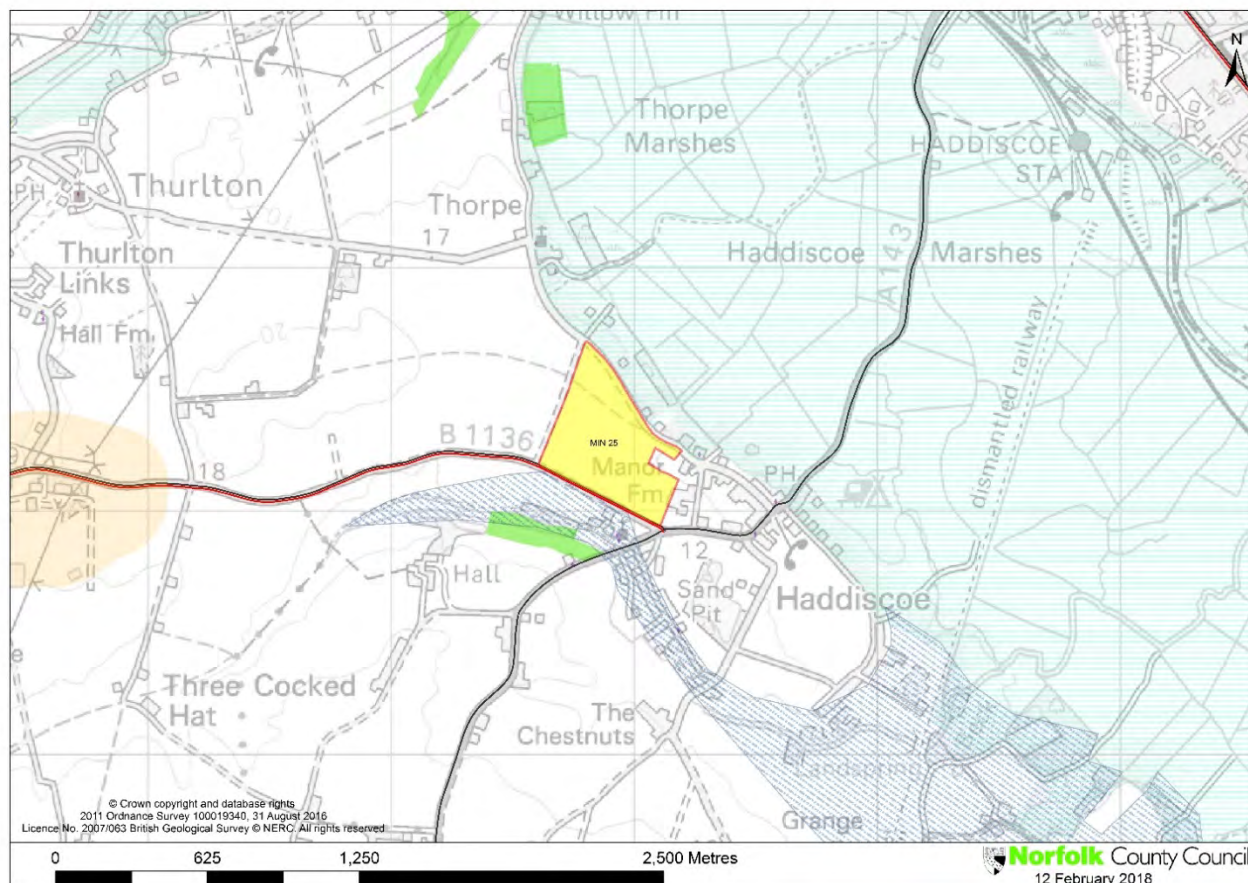 Willow Fm
N
Thorpe
Marshes
HADDISCOE
STA
PH
Thurlton
Thorpe
17
Thurlton
Links
Haddiscoe
Marshes
A 143
Hall Fm
20
dismantled railway
B 1136
MIN 25
Manor
Fm
PH
18
12
Hall
Sand
Pit
Haddiscoe
Three Cocked
Hat
The
Chestnuts
Grange
© Crown copyright and database rights
2011 Ordnance Survey 100019340, 31 August 2016
Licence No. 2007/063 British Geological Survey © NERC. All rights reserved
0 625 1,250 2,500 Metres
Norfolk County Council
12 February 2018